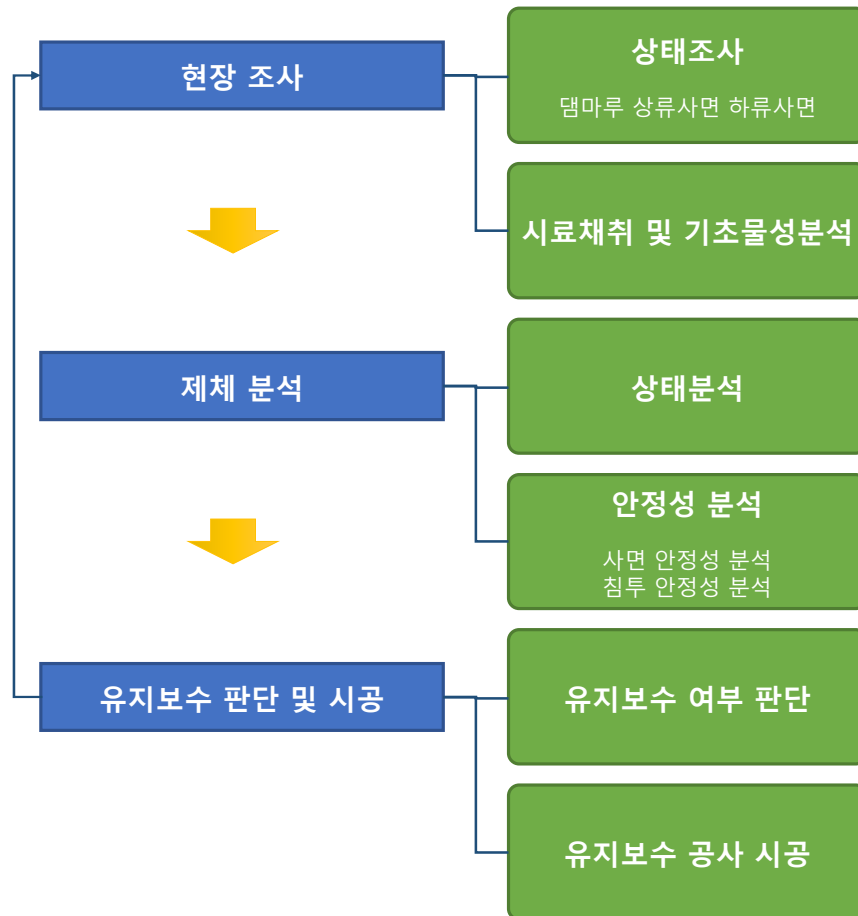 현장 조사
상태조사
댐마루 상류사면 하류사면
시료채취 및 기초물성분석
제체 분석
상태분석
안정성 분석
사면 안정성 분석
침투 안정성 분석
유지보수 판단 및 시공
유지보수 여부 판단
유지보수 공사 시공